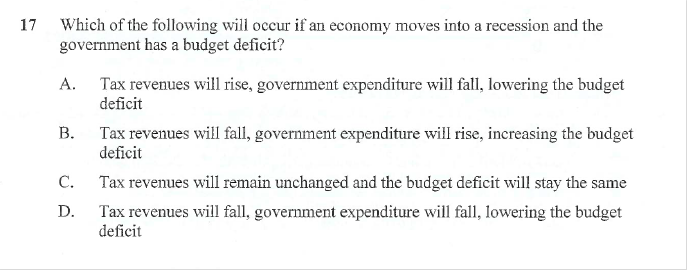 17 Which of the following will occur if an economy moves into a recession and the
government has a budget deficit?
A. Tax revenues will rise, government expenditure will fall, lowering the budget
deficit
B. Tax revenues will fall, government expenditure will rise, increasing the budget
deficit
C. Tax revenues will remain unchanged and the budget deficit will stay the same
D. Tax revenues will fall, government expenditure will fall, lowering the budget
deficit